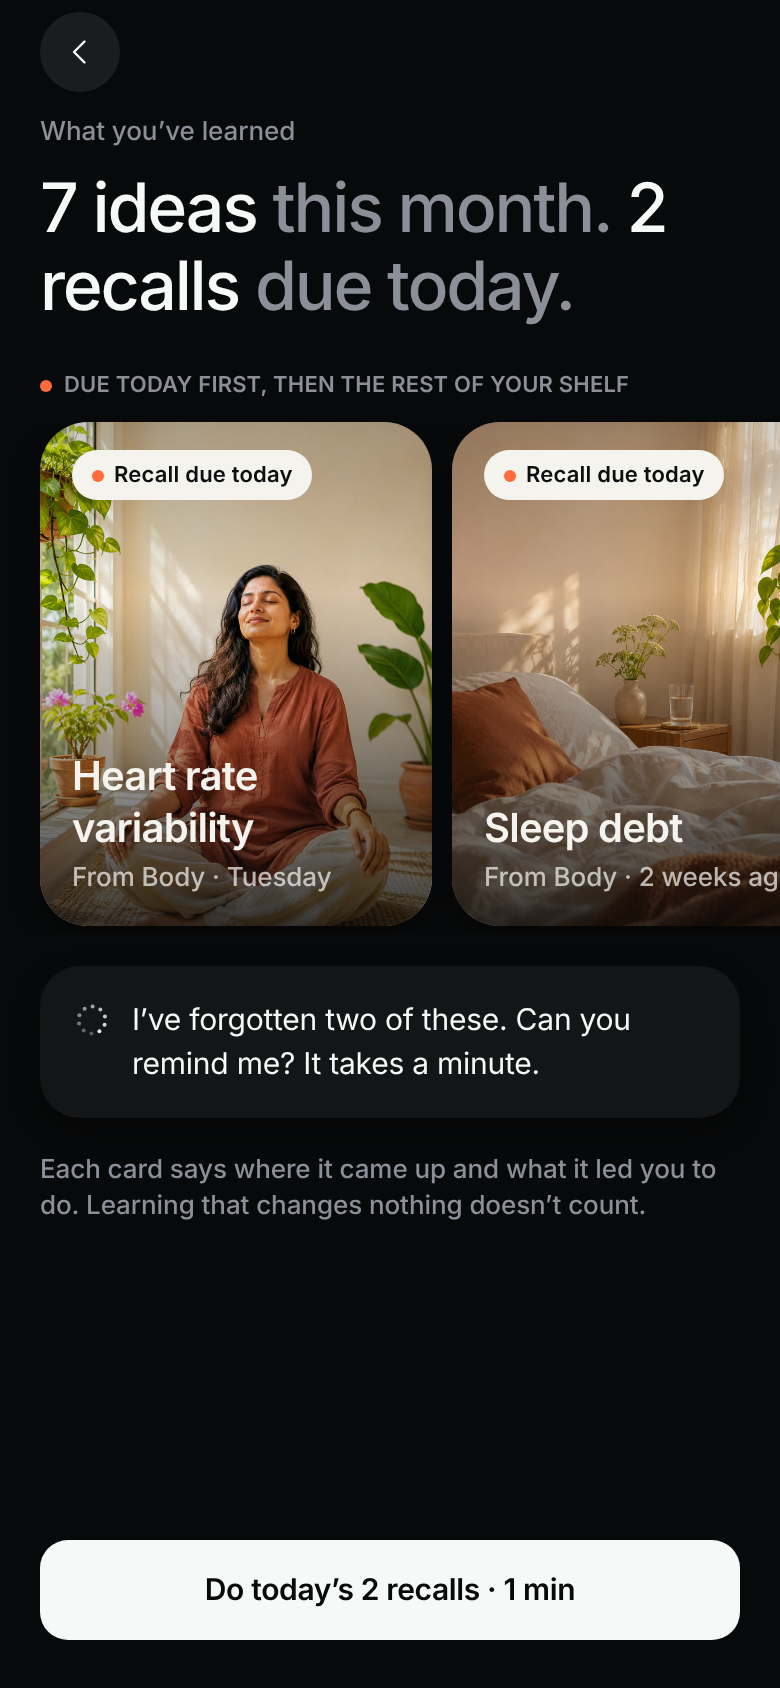 What you’ve learned
7 ideas this month. 2
recalls due today.
DUE TODAY FIRST, THEN THE REST OF YOUR SHELF
Recall due today
Heart rate
variability
From Body · Tuesday
Recall due today
Sleep debt
From Body · 2 weeks ag
I’ve forgotten two of these. Can you
remind me? It takes a minute.
Each card says where it came up and what it led you to
do. Learning that changes nothing doesn’t count.
Do today’s 2 recalls · 1 min